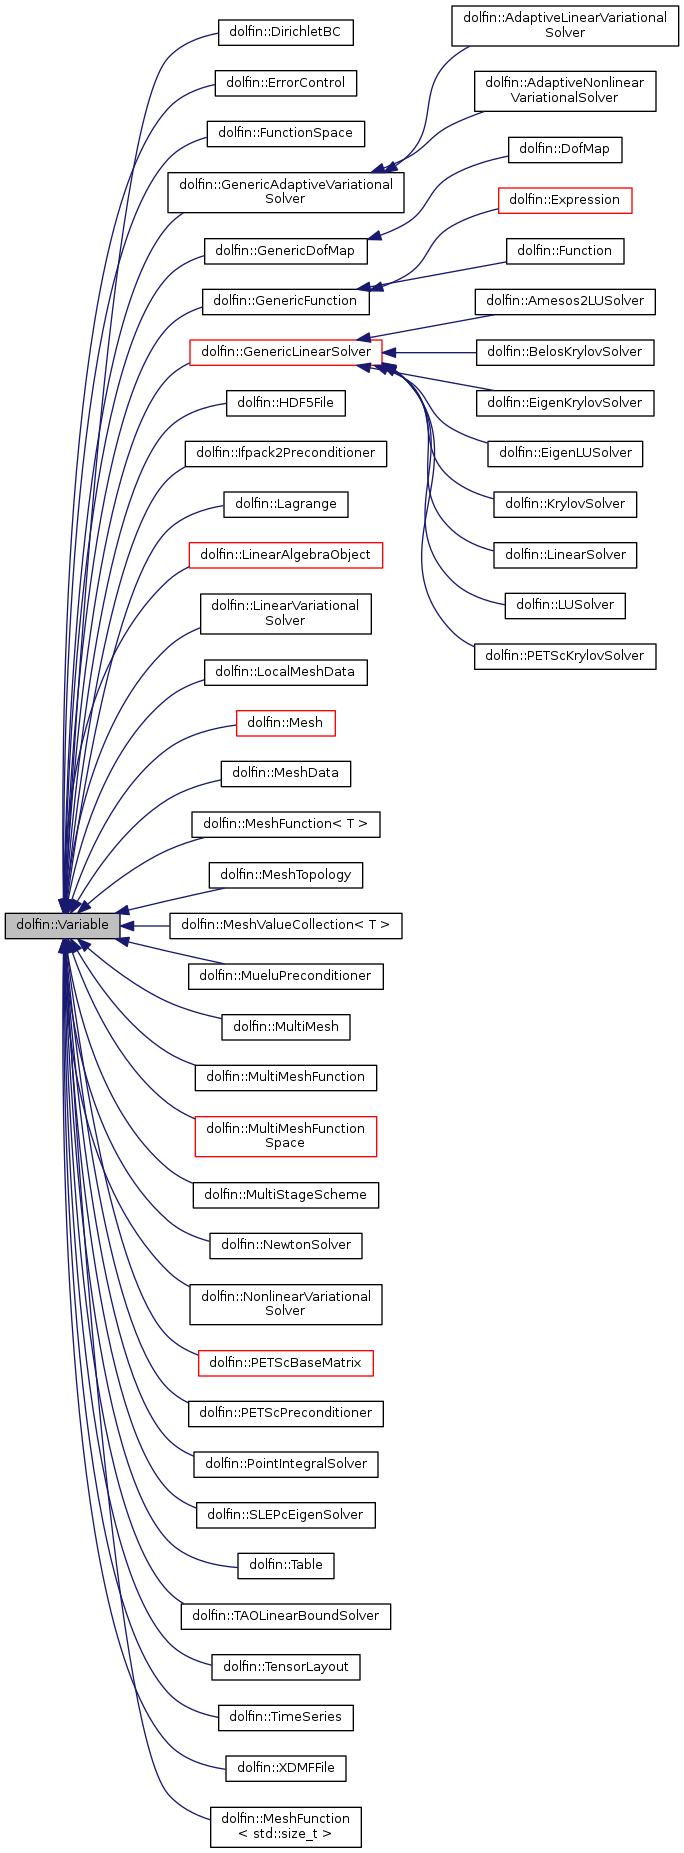 dolfin::DirichletBC
dolfin::ErrorControl
dolfin::FunctionSpace
dolfin::GenericAdaptiveVariational
Solver
dolfin::GenericDofMap
dolfin::GenericFunction
dolfin::GenericLinearSolver
dolfin::HDF5File
dolfin::Ifpack2Preconditioner
dolfin::Lagrange
dolfin::LinearAlgebraObject
dolfin::LinearVariational
Solver
dolfin::LocalMeshData
dolfin::Mesh
dolfin::MeshData
dolfin::MeshFunction< T >
dolfin::MeshTopology
dolfin::Variable
dolfin::MeshValueCollection< T >
dolfin::MueluPreconditioner
dolfin::MultiMesh
dolfin::MultiMeshFunction
dolfin::MultiMeshFunction
Space
dolfin::MultiStageScheme
dolfin::NewtonSolver
dolfin::NonlinearVariational
Solver
dolfin::PETScBaseMatrix
dolfin::PETScPreconditioner
dolfin::PointIntegralSolver
dolfin::SLEPcEigenSolver
dolfin::Table
dolfin::TAOLinearBoundSolver
dolfin::TensorLayout
dolfin::TimeSeries
dolfin::XDMFFile
dolfin::MeshFunction
< std::size_t >
dolfin::AdaptiveLinearVariational
Solver
dolfin::AdaptiveNonlinear
VariationalSolver
dolfin::DofMap
dolfin::Expression
dolfin::Function
dolfin::Amesos2LUSolver
dolfin::BelosKrylovSolver
dolfin::EigenKrylovSolver
dolfin::EigenLUSolver
dolfin::KrylovSolver
dolfin::LinearSolver
dolfin::LUSolver
dolfin::PETScKrylovSolver